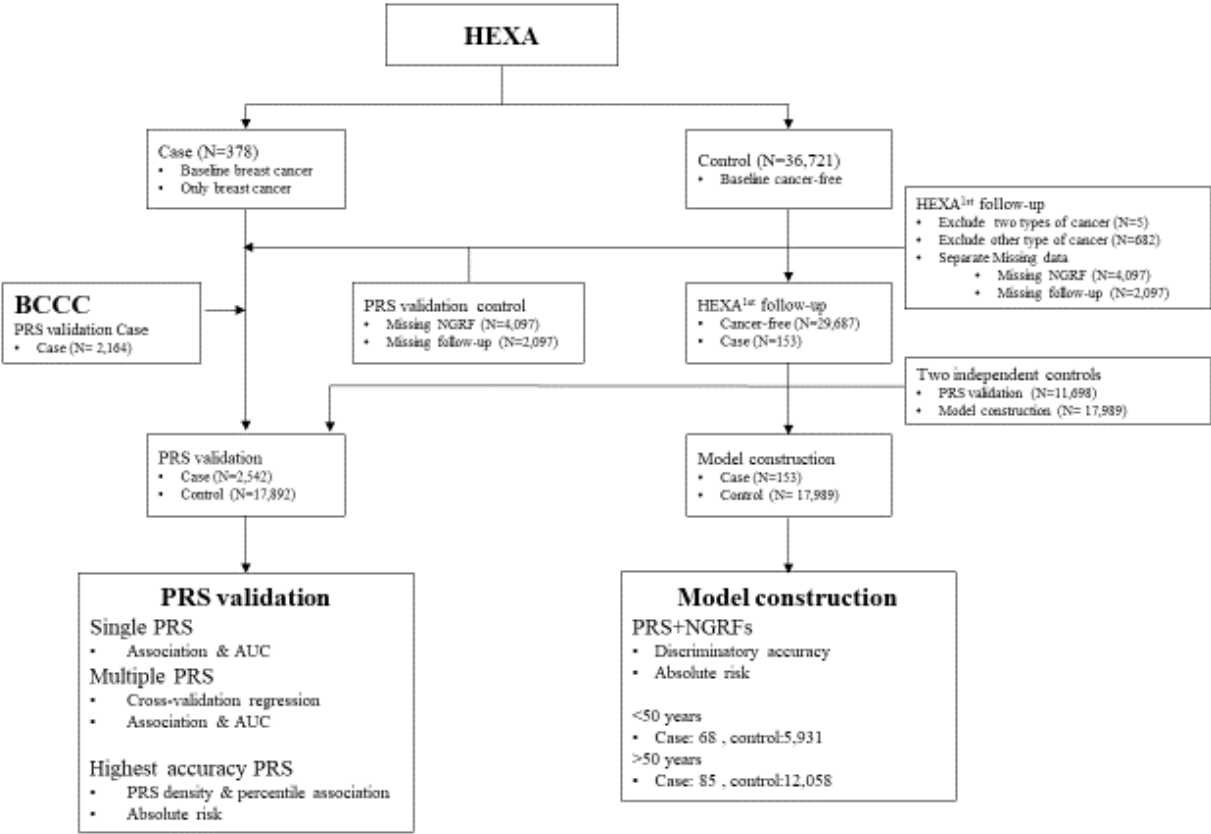 HEXA
Case (N=378)
• Baseline breast cancer
• Only breast cancer
Control (N=36,721)
• Baseline cancer-free
HEXA1st follow-up
• Exclude two types of cancer (N=5)
• Exclude other type of cancer (N=682)
• Separate Missing data
• Missing NGRF (N=4,097)
• Missing follow-up (N=2,097)
BCCC
PRS validation Case
• Case (N= 2,164)
PRS validation control
• Missing NGRF (N=4,097)
• Missing follow-up (N=2,097)
HEXA1st follow-up
• Cancer-free (N=29,687)
• Case (N=153)
Two independent controls
• PRS validation (N=11,698)
• Model construction (N= 17,989)
PRS validation
• Case (N=2,542)
• Control (N=17,892)
Model construction
• Case (N=153)
• Control (N= 17,989)
PRS validation
Single PRS
• Association & AUC
Multiple PRS
• Cross-validation regression
• Association & AUC
Highest accuracy PRS
• PRS density & percentile association
• Absolute risk
Model construction
PRS+NGRFs
• Discriminatory accuracy
• Absolute risk
<50 years
• Case: 68 , control:5,931
>50 years
• Case: 85 , control:12,058